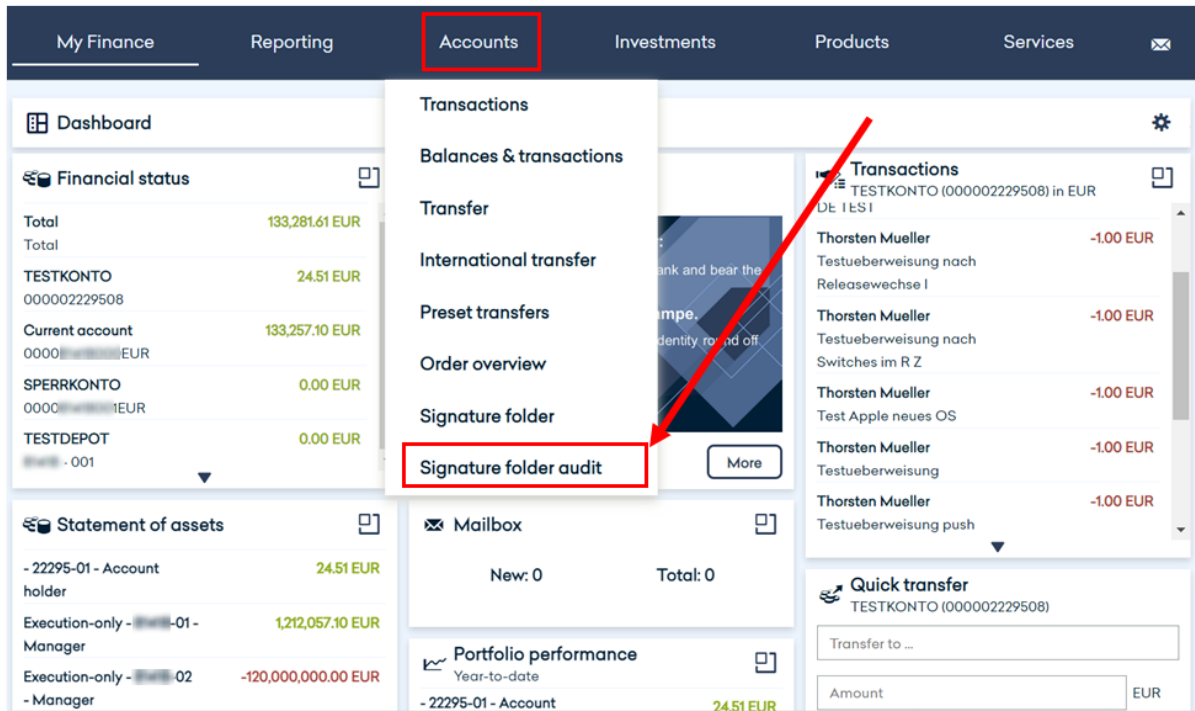 My Finance
Reporting
Accounts
Investments
Products
Services
Dashboard
Transactions
Balances & transactions
Transfer
International transfer
Preset transfers
Order overview
Signature folder
Signature folder audit
Financial status
Total 133,281.61 EUR
Total
TESTKONTO 24.51 EUR
000002229508
Current account 133,257.10 EUR
0000 EUR
SPERRKONTO 0.00 EUR
0000 1EUR
TESTDEPOT 0.00 EUR
- 001
ank and bear the
mpe.
dentity round off.
More
Transactions
TESTKONTO (000002229508) in EUR
DE TEST
Thorsten Mueller -1.00 EUR
Testueberweisung nach
Releasewechse l
Thorsten Mueller -1.00 EUR
Testueberweisung nach
Switches im R Z
Thorsten Mueller -1.00 EUR
Test Apple neues OS
Thorsten Mueller -1.00 EUR
Testueberweisung
Thorsten Mueller -1.00 EUR
Testueberweisung push
Statement of assets
- 22295-01 - Account 24.51 EUR
holder
Execution-only - -01 - 1,212,057.10 EUR
Manager
Execution-only - 02 -120,000,000.00 EUR
- Manager
Mailbox
New: 0 Total: 0
Portfolio performance
Year-to-date
- 22295-01 - Account 24.51 EUR
Quick transfer
TESTKONTO (000002229508)
Transfer to ...
Amount EUR